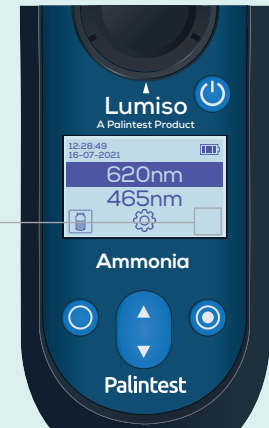 Lumiso
A Palintest Product
12:28:49
16-07-2021
620nm
465nm
Ammonia
Palintest